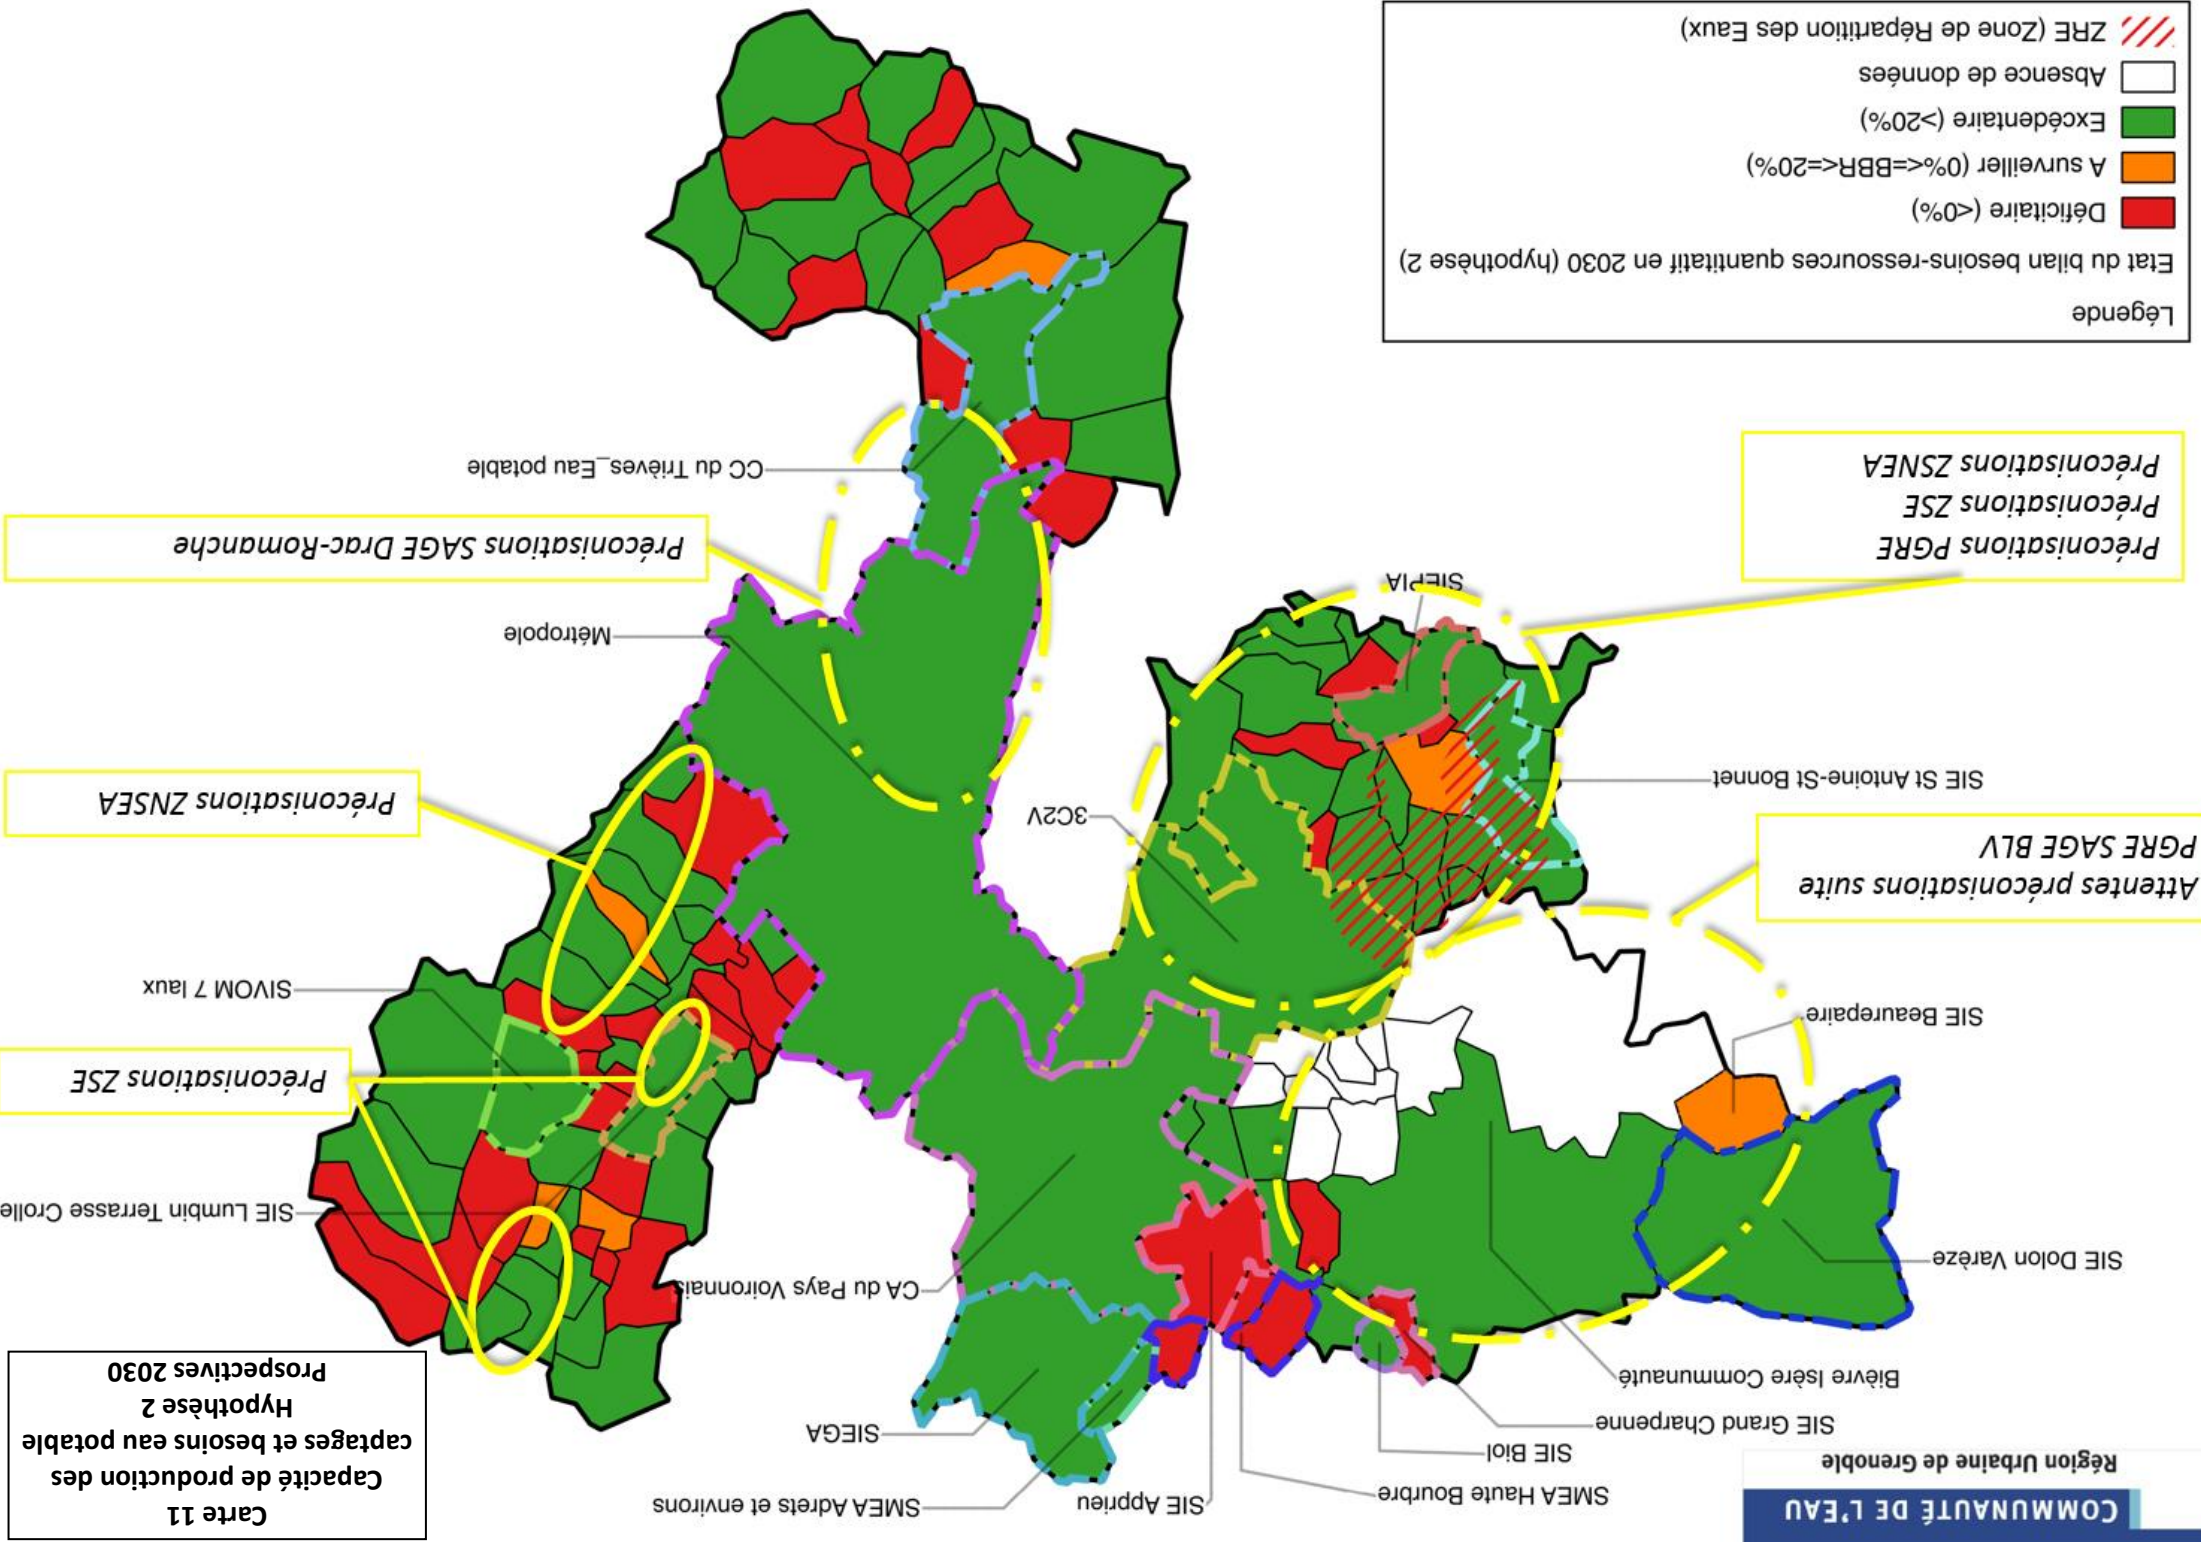 COMMUNAUTÉ DE L'EAU
Région Urbaine de Grenoble
Carte 11
Capacité de production des
captages et besoins eau potable
Hypothèse 2
Prospectives 2030
SMEA Haute Bourbre
SIE Apprieu
SMEA Adrets et environs
SIE Biol
SIE Grand Charpenne
SIEGA
Bièvre Isère Communauté
SIE Dolon Varèze
CA du Pays Voironnais
SIE Lumbin Terrasse Crolle
Préconisations ZSE
SIE Beaurepaire
SIVOM 7 laux
Attentes préconisations suite
PGRE SAGE BLV
3C2V
Préconisations ZNSEA
SIE St Antoine-St Bonnet
Métropole
SIEPIA
Préconisations PGRE
Préconisations ZSE
Préconisations ZSNEA
Préconisations SAGE Drac-Romanche
CC du Trièves_Eau potable
Légende
Etat du bilan besoins-ressources quantitatif en 2030 (hypothèse 2)
Déficitaire (<0%)
A surveiller (0%<=BBR<=20%)
Excédentaire (>20%)
Absence de données
ZRE (Zone de Répartition des Eaux)